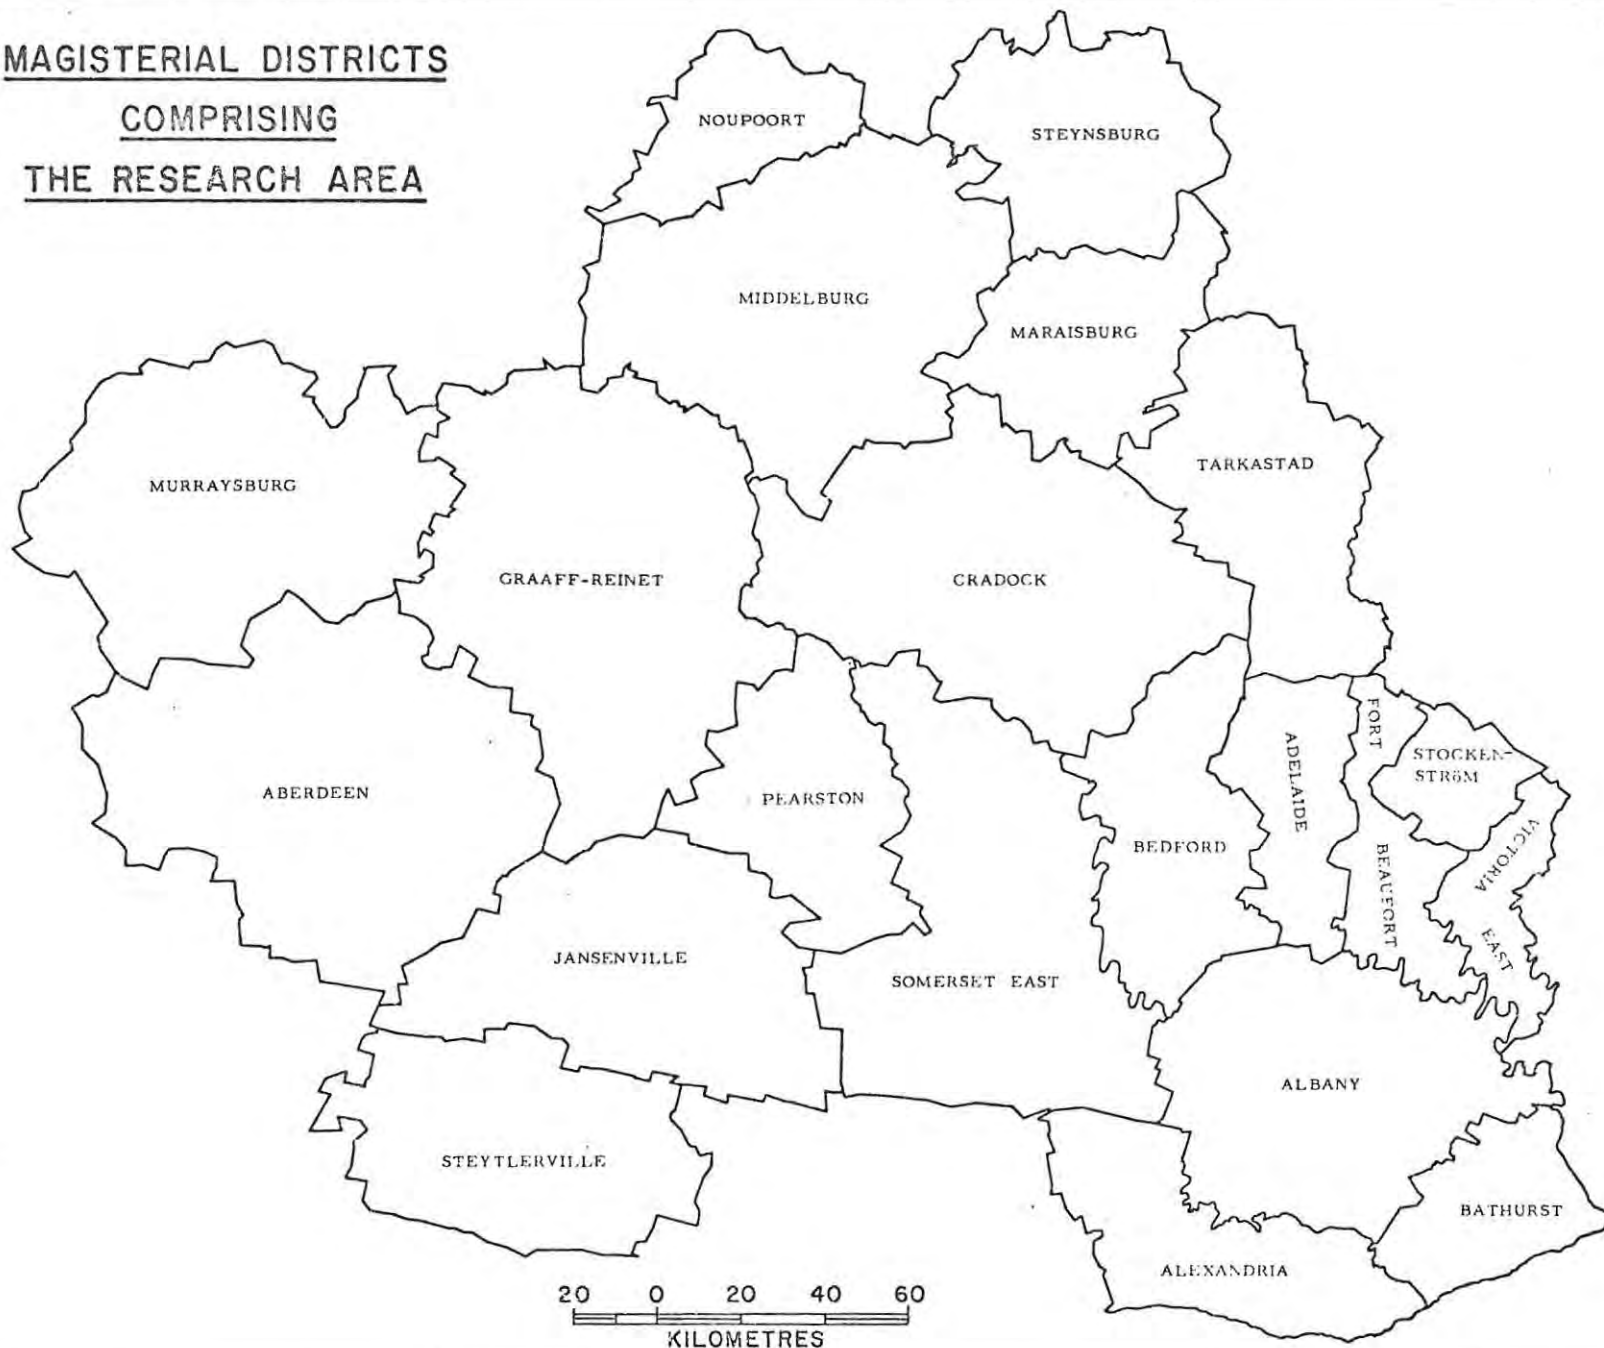 MAGISTERIAL DISTRICTS
COMPRISING
THE RESEARCH AREA
NOUPOORT
STEYNSBURG
MIDDELBURG
MARAISBURG
TARKASTAD
MURRAYSBURG
GRAAFF-REINET
CRADOCK
ABERDEEN
PEARSTON
BEDFORD
ADELAIDE
FORT
BEAUFORT
STOCKEN-
STRÖM
VICTORIA
EAST
JANSENVILLE
SOMERSET EAST
ALBANY
STEYTLERVILLE
BATHURST
ALEXANDRIA
20 0 20 40 60
KILOMETRES